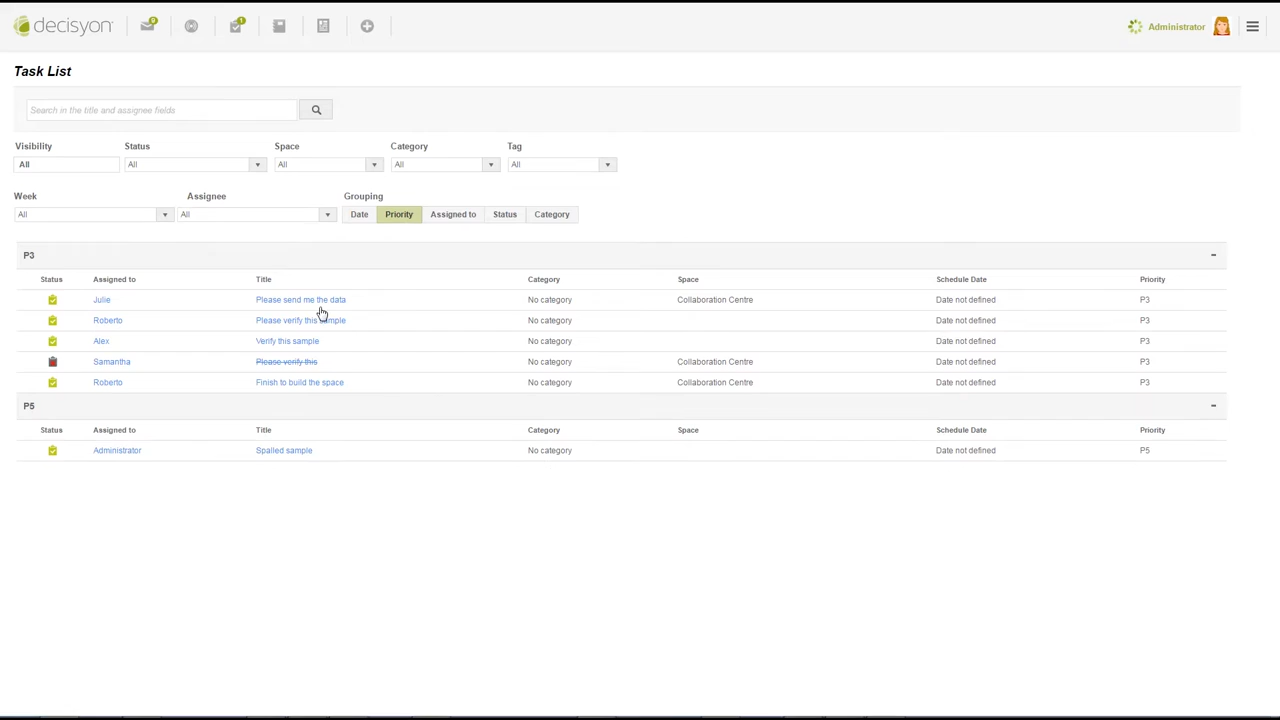 decisyon
9
1
Administrator
Task List
Search in the title and assignee fields
Visibility Status Space Category Tag
All All All All All
Week Assignee Grouping
All All Date Priority Assigned to Status Category
P3 -
Status Assigned to Title Category Space Schedule Date Priority
Julie Please send me the data No category Collaboration Centre Date not defined P3
Roberto Please verify this sample No category Date not defined P3
Alex Verify this sample No category Date not defined P3
Samantha Please verify this No category Collaboration Centre Date not defined P3
Roberto Finish to build the space No category Collaboration Centre Date not defined P3
P5 -
Status Assigned to Title Category Space Schedule Date Priority
Administrator Spalled sample No category Date not defined P5